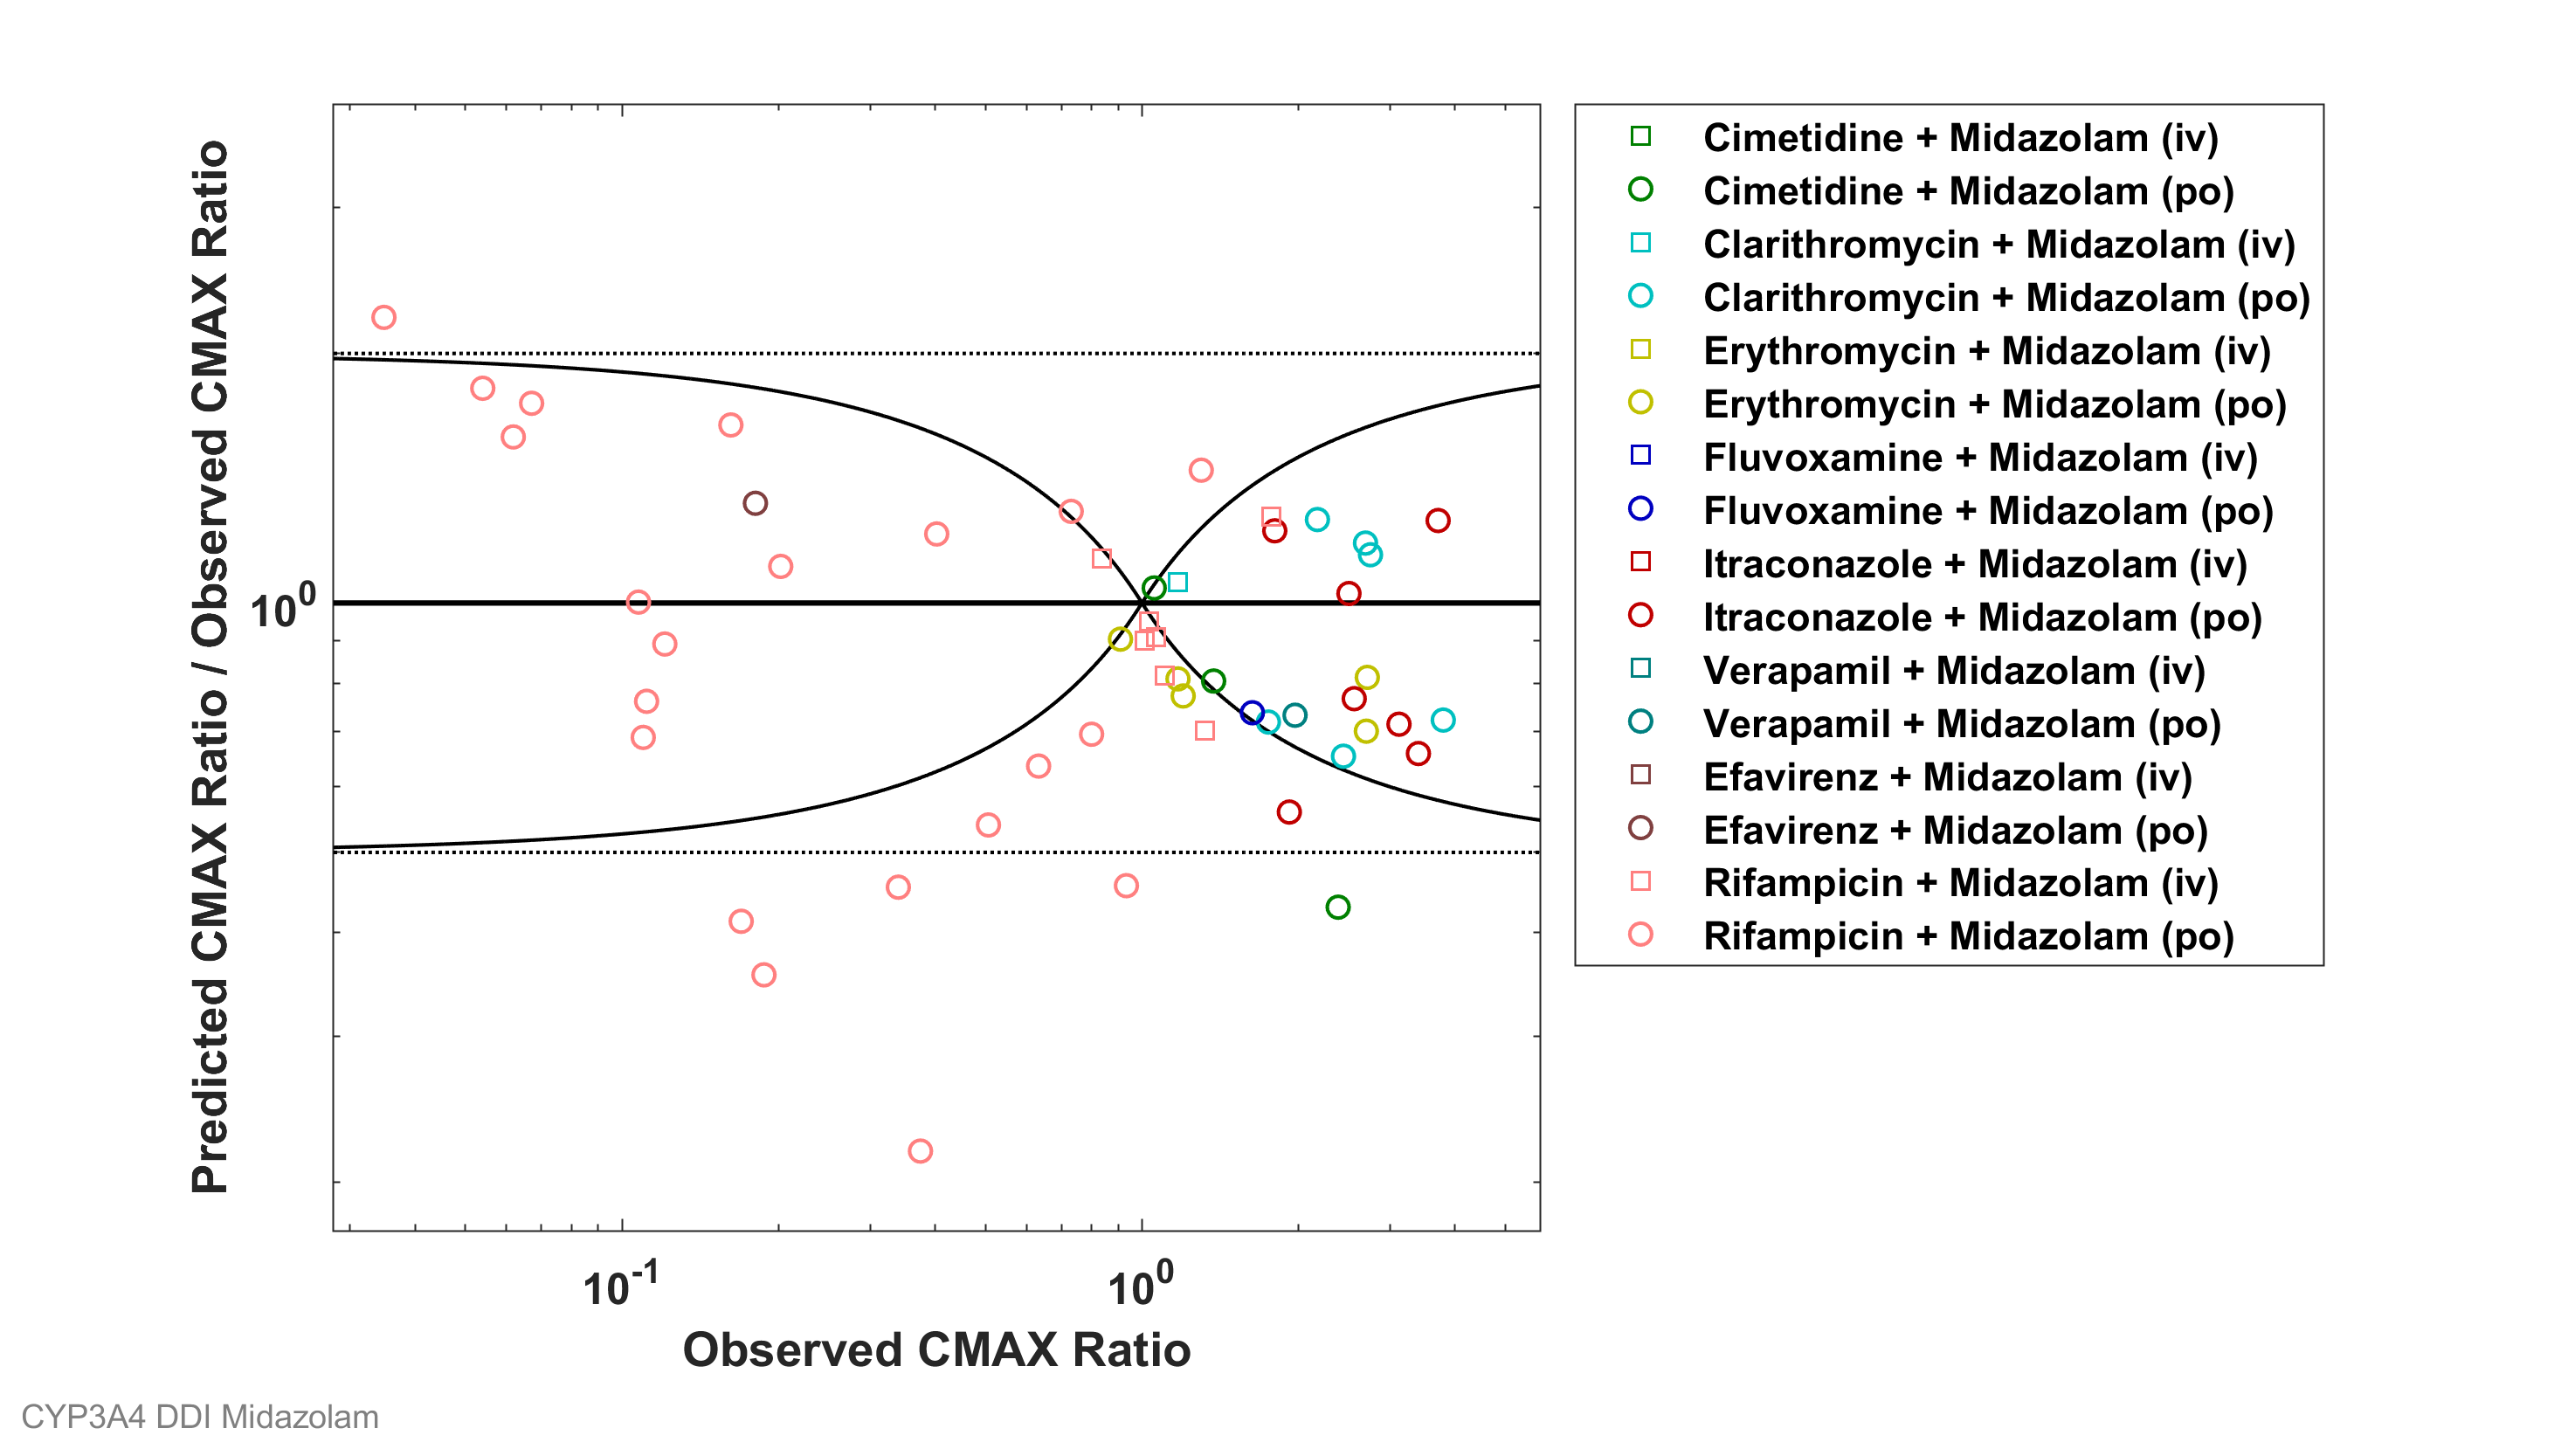 Predicted CMAX Ratio / Observed CMAX Ratio
10^0
10^-1
10^0
Observed CMAX Ratio
Cimetidine + Midazolam (iv)
Cimetidine + Midazolam (po)
Clarithromycin + Midazolam (iv)
Clarithromycin + Midazolam (po)
Erythromycin + Midazolam (iv)
Erythromycin + Midazolam (po)
Fluvoxamine + Midazolam (iv)
Fluvoxamine + Midazolam (po)
Itraconazole + Midazolam (iv)
Itraconazole + Midazolam (po)
Verapamil + Midazolam (iv)
Verapamil + Midazolam (po)
Efavirenz + Midazolam (iv)
Efavirenz + Midazolam (po)
Rifampicin + Midazolam (iv)
Rifampicin + Midazolam (po)
CYP3A4 DDI Midazolam